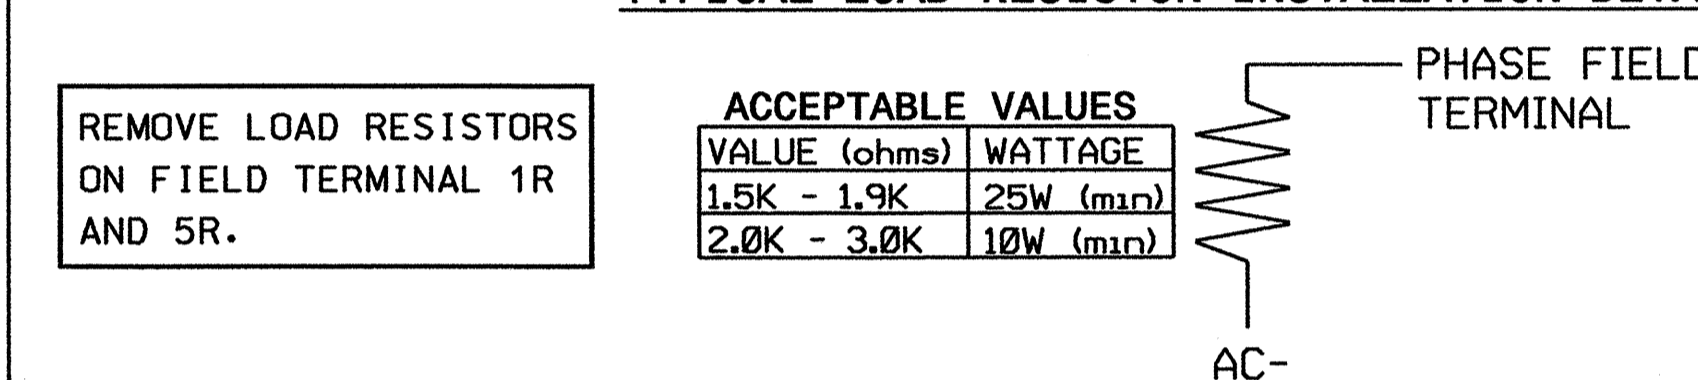 REMOVE LOAD RESISTORS
ON FIELD TERMINAL 1R
AND 5R.
ACCEPTABLE VALUES
VALUE (ohms) WATTAGE
1.5K - 1.9K 25W (min)
2.0K - 3.0K 10W (min)
PHASE FIELD
TERMINAL
AC-